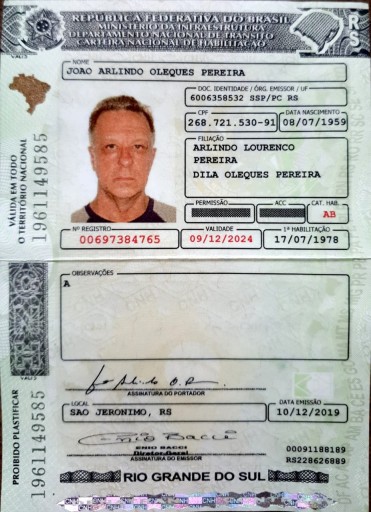 REPÚBLICA FEDERATIVA DO BRASIL
MINISTÉRIO DA INFRAESTRUTURA
DEPARTAMENTO NACIONAL DE TRÂNSITO
CARTEIRA NACIONAL DE HABILITAÇÃO
RS
NOME
JOAO ARLINDO OLEQUES PEREIRA
DOC. IDENTIDADE / ÓRG. EMISSOR / UF
6006358532 SSP/PC RS
CPF
268.721.530-91
DATA NASCIMENTO
08/07/1959
FILIAÇÃO
ARLINDO LOURENCO
PEREIRA
DILA OLEQUES PEREIRA
PERMISSÃO
ACC
CAT. HAB.
AB
Nº REGISTRO
00697384765
VALIDADE
09/12/2024
1ª HABILITAÇÃO
17/07/1978
VÁLIDA EM TODO
O TERRITÓRIO NACIONAL
1961149585
OBSERVAÇÕES
A
ASSINATURA DO PORTADOR
LOCAL
SAO JERONIMO, RS
DATA EMISSÃO
10/12/2019
ENIO BACCI
Diretor-Geral
ASSINATURA DO EMISSOR
00091188189
RS228626889
PROIBIDO PLASTIFICAR
1961149585
RIO GRANDE DO SUL